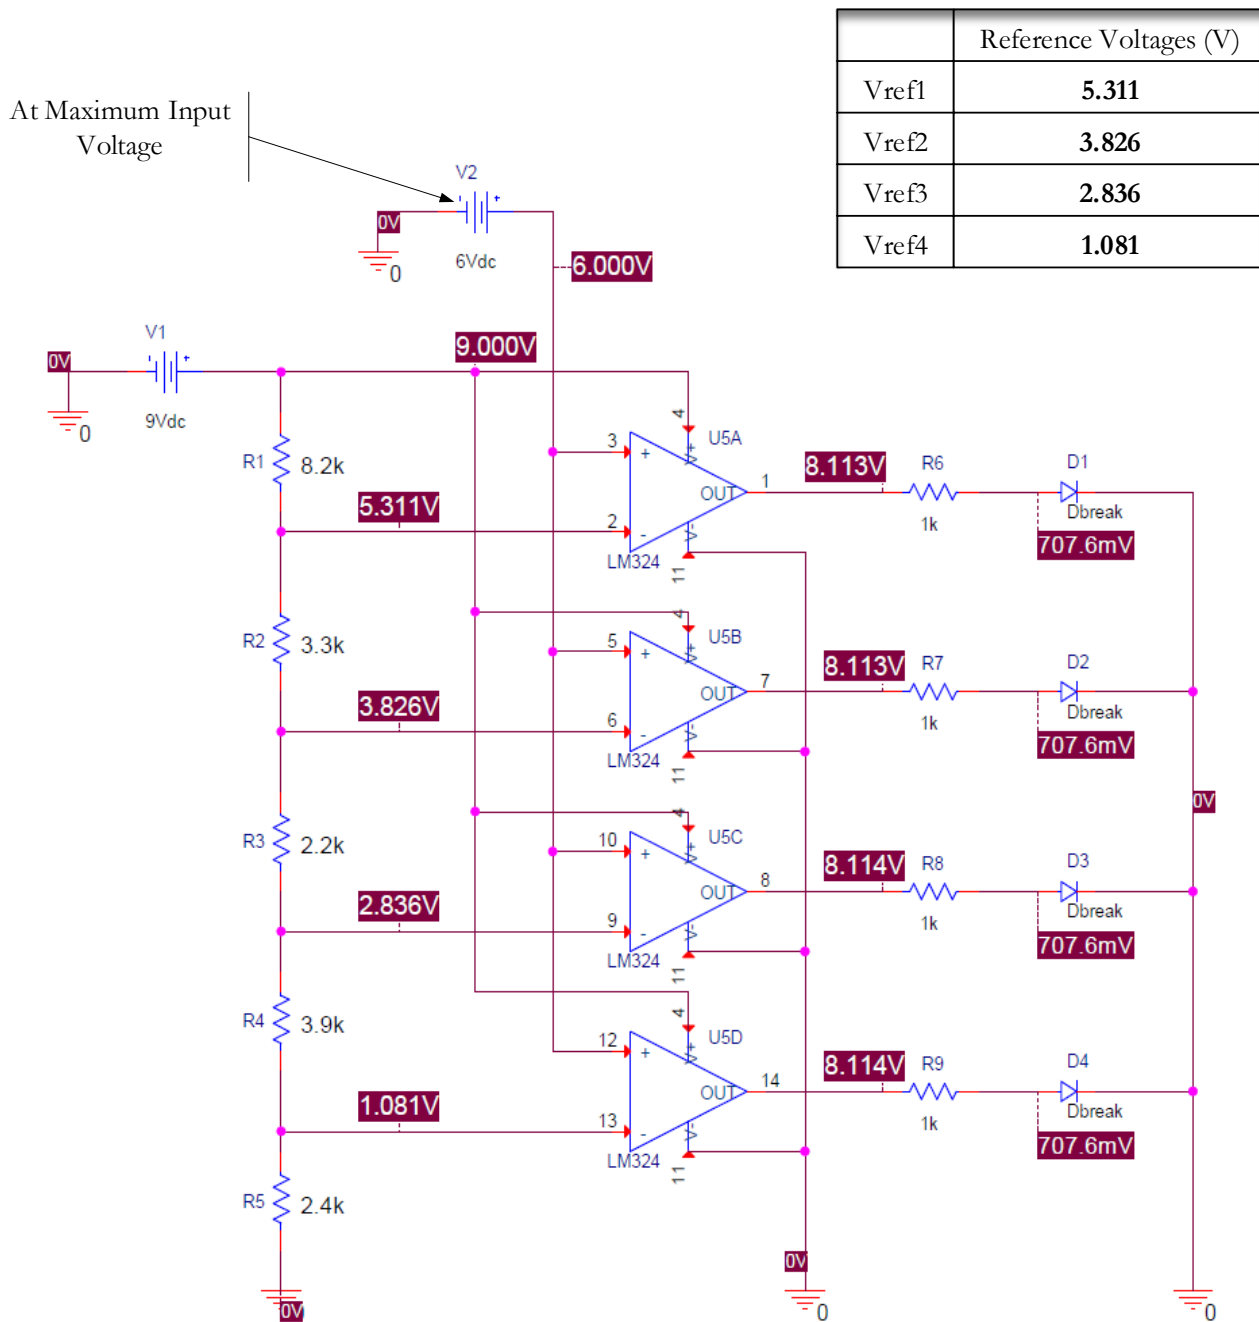 Reference Voltages (V)
Vref1 5.311
Vref2 3.826
Vref3 2.836
Vref4 1.081
At Maximum Input
Voltage
V2
- +
0V
0
6Vdc
6.000V
V1
- +
0V
0
9Vdc
9.000V
R1
8.2k
5.311V
R2
3.3k
3.826V
R3
2.2k
2.836V
R4
3.9k
1.081V
R5
2.4k
0V
4
U5A
3
+
V+
OUT
1
2
-
V-
LM324
11
8.113V
R6
1k
D1
Dbreak
707.6mV
4
U5B
5
+
V+
OUT
7
6
-
V-
LM324
11
8.113V
R7
1k
D2
Dbreak
707.6mV
0V
4
U5C
10
+
V+
OUT
8
9
-
V-
LM324
11
8.114V
R8
1k
D3
Dbreak
707.6mV
4
U5D
12
+
V+
OUT
14
13
-
V-
LM324
11
8.114V
R9
1k
D4
Dbreak
707.6mV
0V
0
0